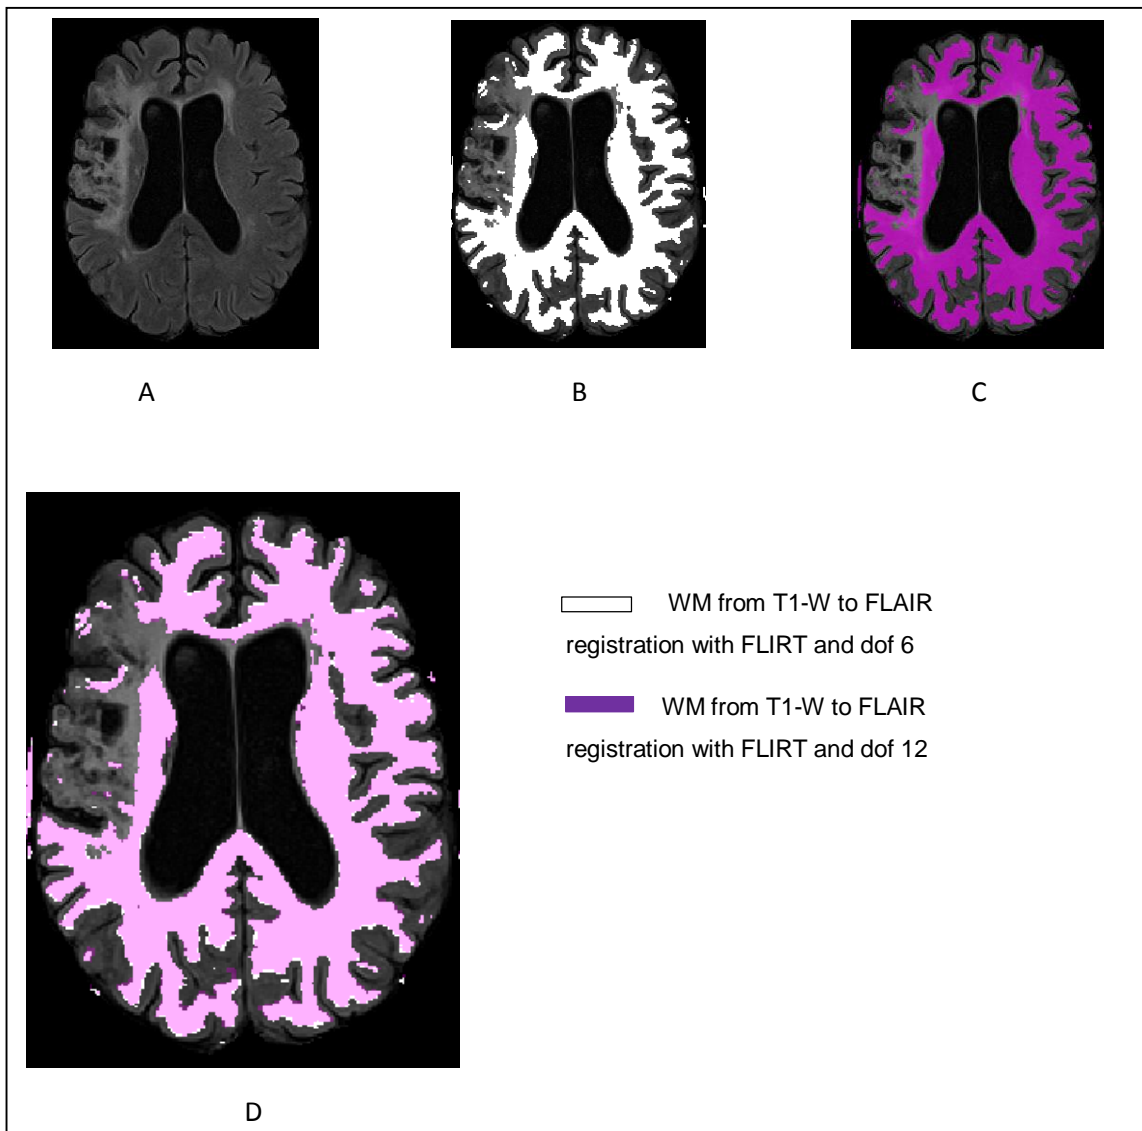 A
B
C
WM from T1-W to FLAIR
registration with FLIRT and dof 6
WM from T1-W to FLAIR
registration with FLIRT and dof 12
D